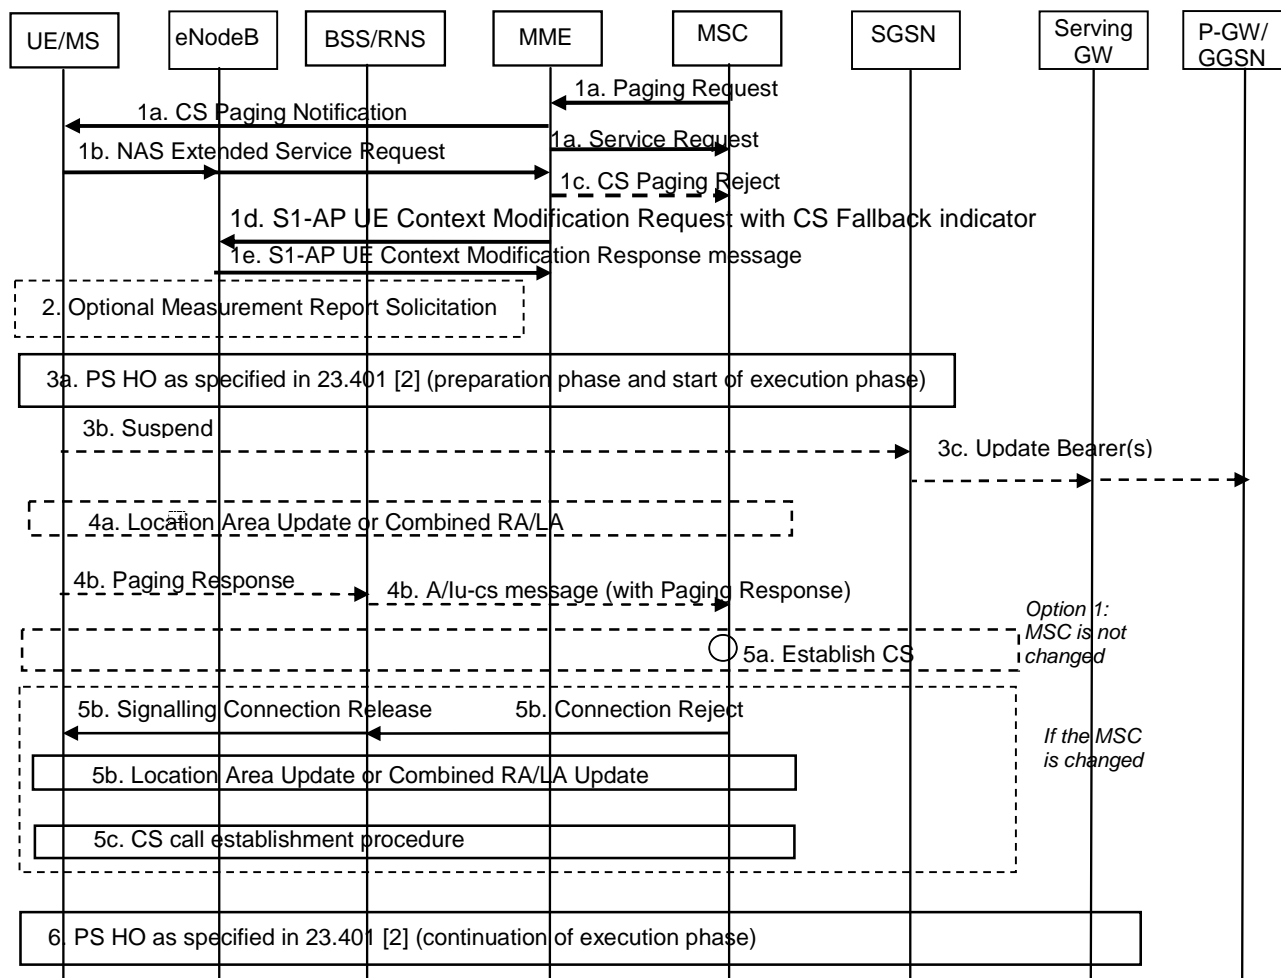 UE/MS
eNodeB
BSS/RNS
MME
MSC
SGSN
Serving
GW
P-GW/
GGSN
1a. Paging Request
1a. CS Paging Notification
1a. Service Request
1b. NAS Extended Service Request
1c. CS Paging Reject
1d. S1-AP UE Context Modification Request with CS Fallback indicator
1e. S1-AP UE Context Modification Response message
2. Optional Measurement Report Solicitation
3a. PS HO as specified in 23.401 [2] (preparation phase and start of execution phase)
3b. Suspend
3c. Update Bearer(s)
4a. Location Area Update or Combined RA/LA
4b. Paging Response
4b. A/Iu-cs message (with Paging Response)
Option 1:
MSC is not
changed
5a. Establish CS
5b. Signalling Connection Release
5b. Connection Reject
If the MSC
is changed
5b. Location Area Update or Combined RA/LA Update
5c. CS call establishment procedure
6. PS HO as specified in 23.401 [2] (continuation of execution phase)